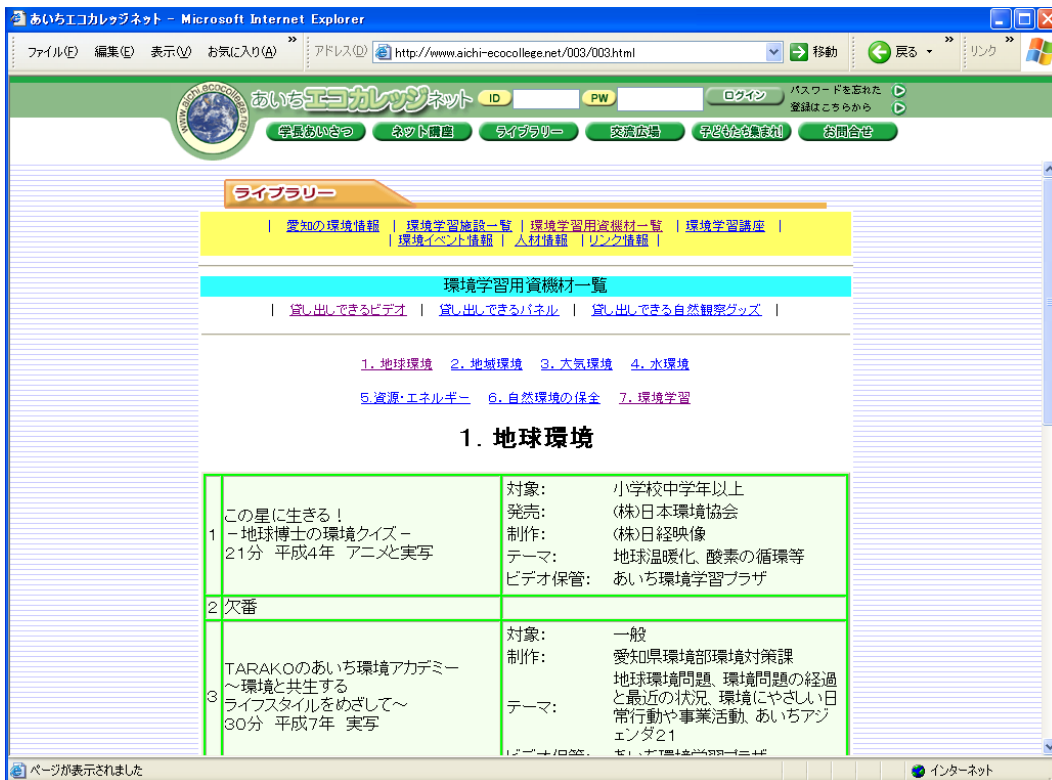 あいちエコカレッジネット - Microsoft Internet Explorer
ファイル(F) 編集(E) 表示(V) お気に入り(A) » アドレス(D) http://www.aichi-ecocollege.net/003/003.html 移動 戻る » リンク »
www.aichi-ecocollege.net
あいちエコカレッジネット ID PW ログイン パスワードを忘れた
登録はこちらから
学長あいさつ ネット講座 ライブラリー 交流広場 子どもたち集まれ! お問合せ
ライブラリー
| 愛知の環境情報 | 環境学習施設一覧 | 環境学習用資機材一覧 | 環境学習講座 |
| 環境イベント情報 | 人材情報 | リンク情報 |
環境学習用資機材一覧
| 貸し出しできるビデオ | 貸し出しできるパネル | 貸し出しできる自然観察グッズ |
1. 地球環境 2. 地域環境 3. 大気環境 4. 水環境
5.資源・エネルギー 6. 自然環境の保全 7. 環境学習
1. 地球環境
1
この星に生きる!
-地球博士の環境クイズ-
21分 平成4年 アニメと実写
対象: 小学校中学年以上
発売: (株)日本環境協会
制作: (株)日経映像
テーマ: 地球温暖化、酸素の循環等
ビデオ保管: あいち環境学習プラザ
2 欠番
3
TARAKOのあいち環境アカデミー
~環境と共生する
ライフスタイルをめざして~
30分 平成7年 実写
対象: 一般
制作: 愛知県環境部環境対策課
テーマ: 地球環境問題、環境問題の経過
と最近の状況、環境にやさしい日
常行動や事業活動、あいちアジ
ェンダ21
ビデオ保管: あいち環境学習プラザ
ページが表示されました インターネット